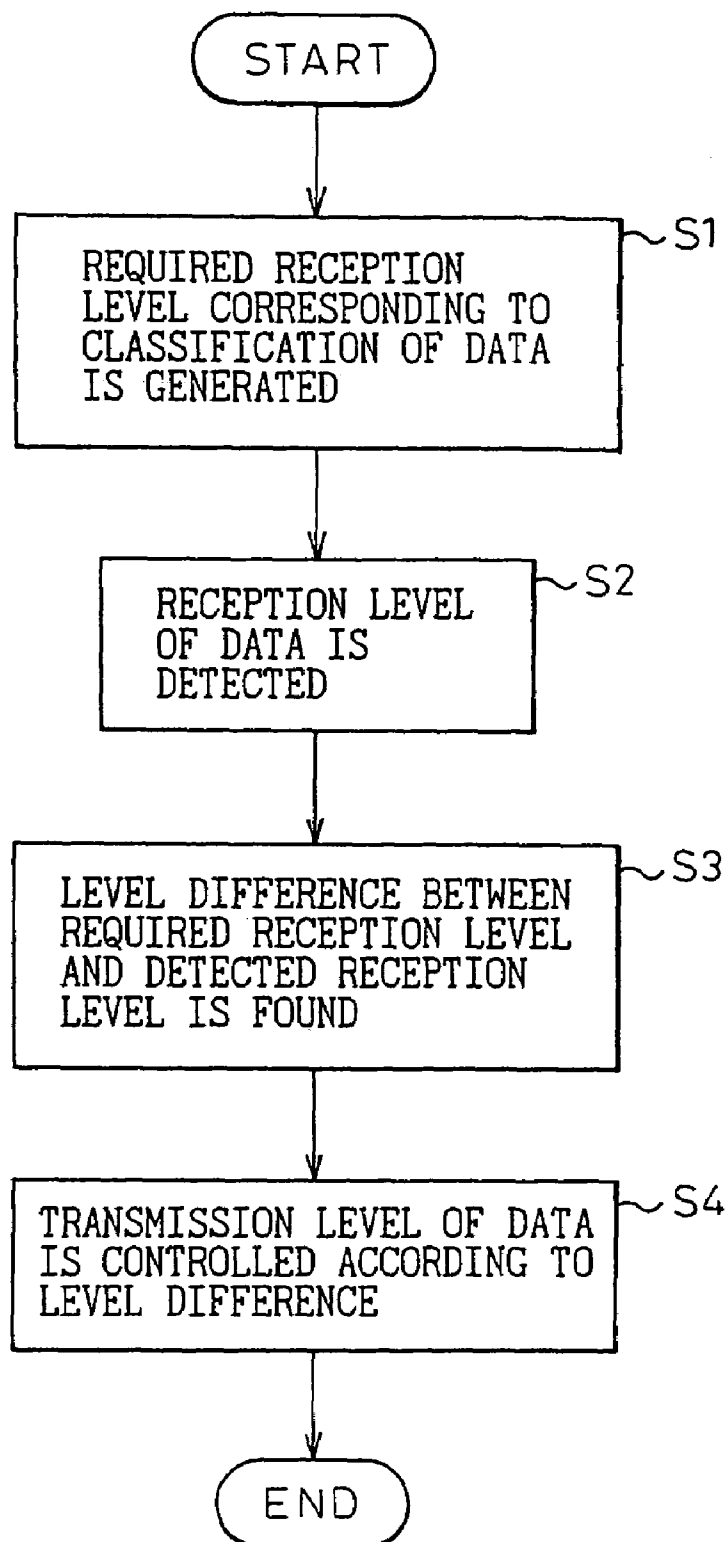 START
S1
REQUIRED RECEPTION
LEVEL CORRESPONDING TO
CLASSIFICATION OF DATA
IS GENERATED
S2
RECEPTION LEVEL
OF DATA IS
DETECTED
S3
LEVEL DIFFERENCE BETWEEN
REQUIRED RECEPTION LEVEL
AND DETECTED RECEPTION
LEVEL IS FOUND
S4
TRANSMISSION LEVEL OF DATA
IS CONTROLLED ACCORDING TO
LEVEL DIFFERENCE
END